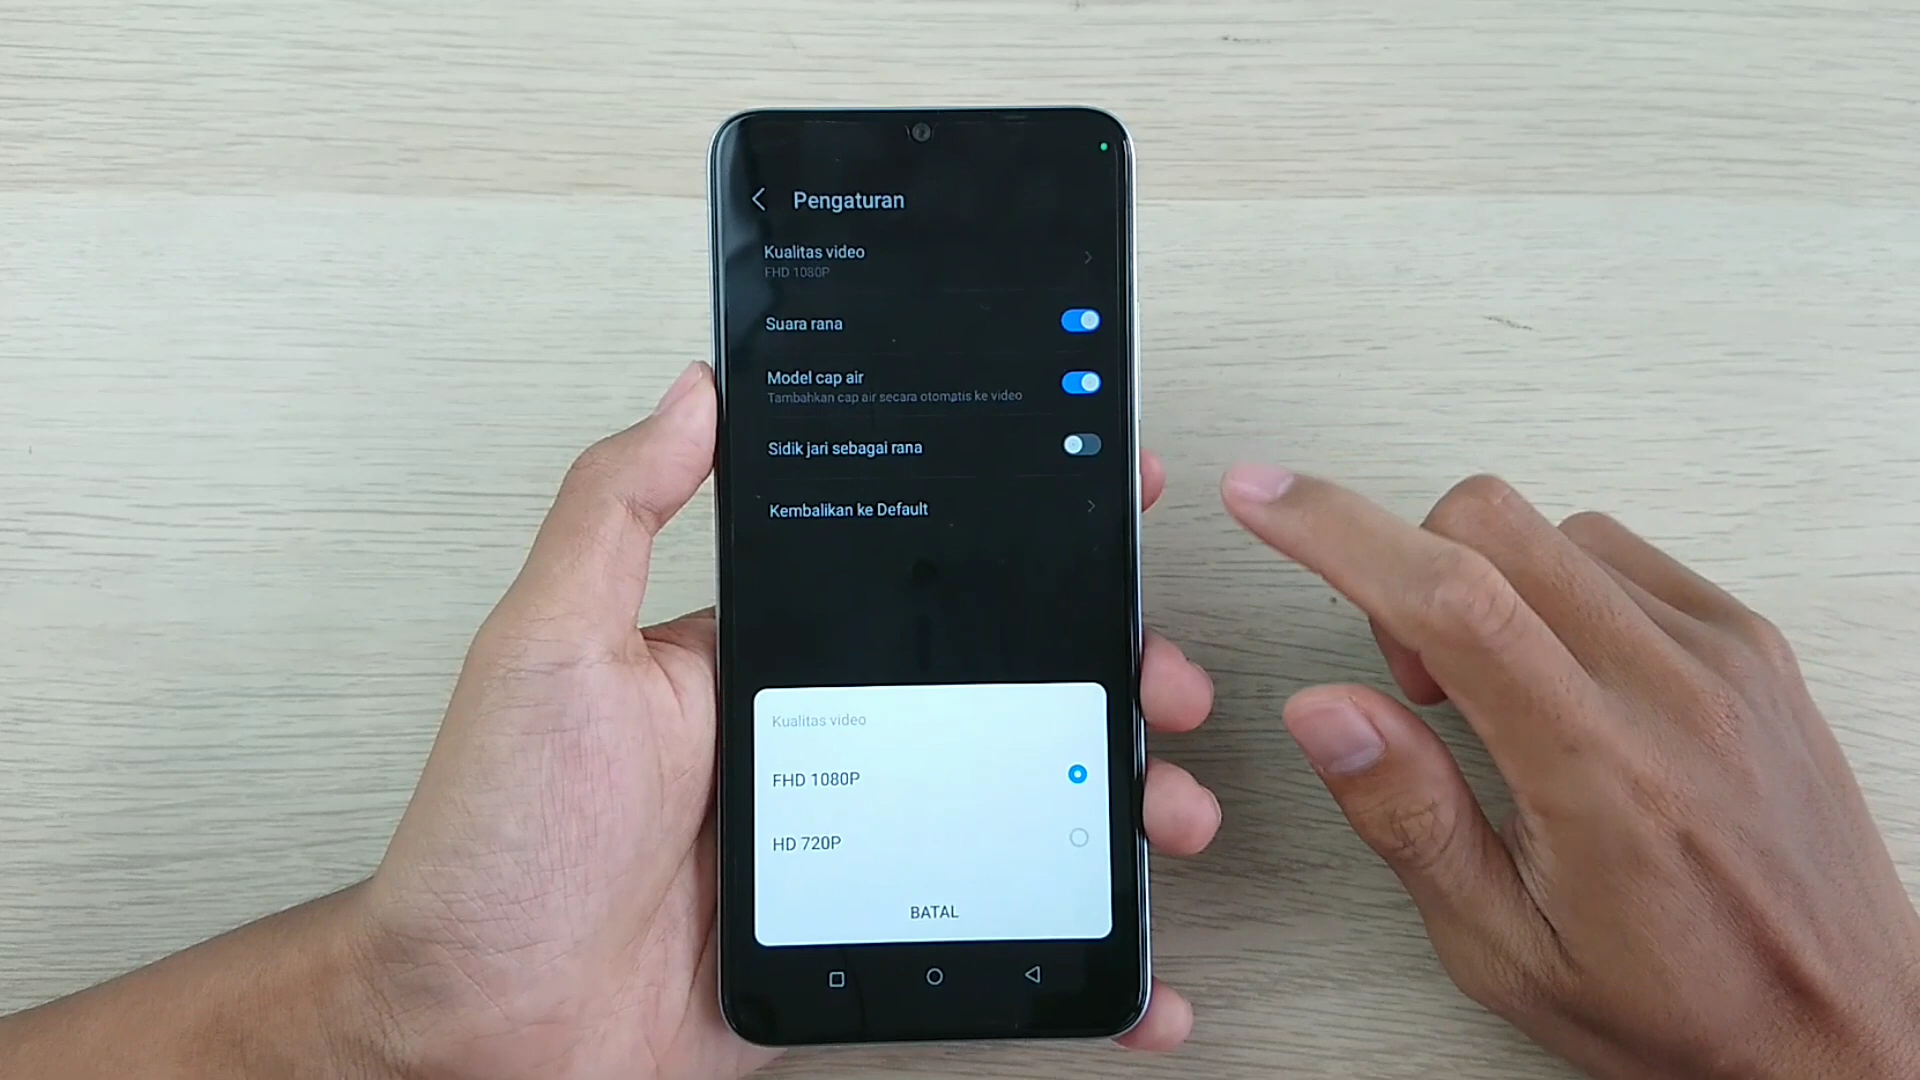 Pengaturan
Kualitas video
FHD 1080P
Suara rana
Model cap air
Tambahkan cap air secara otomatis ke video
Sidik jari sebagai rana
Kembalikan ke Default
Kualitas video
FHD 1080P
HD 720P
BATAL